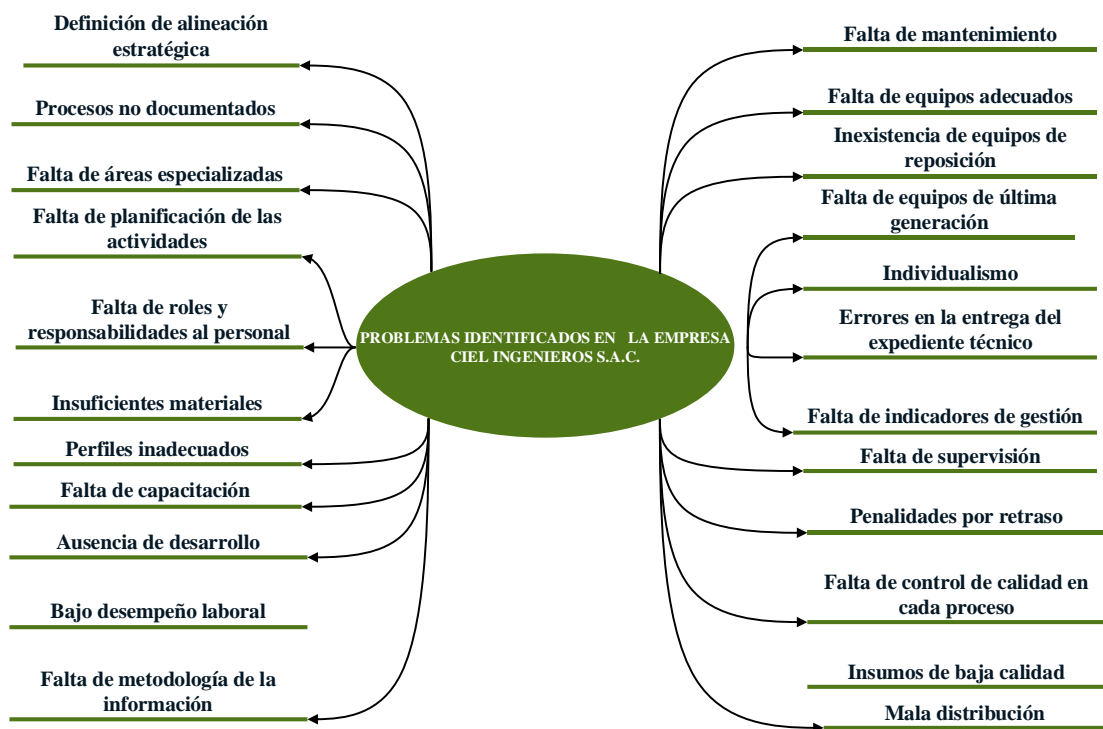 Definición de alineación
estratégica
Procesos no documentados
Falta de áreas especializadas
Falta de planificación de las
actividades
Falta de roles y
responsabilidades al personal
Insuficientes materiales
Perfiles inadecuados
Falta de capacitación
Ausencia de desarrollo
Bajo desempeño laboral
Falta de metodología de la
información
PROBLEMAS IDENTIFICADOS EN LA EMPRESA
CIEL INGENIEROS S.A.C.
Falta de mantenimiento
Falta de equipos adecuados
Inexistencia de equipos de
reposición
Falta de equipos de última
generación
Individualismo
Errores en la entrega del
expediente técnico
Falta de indicadores de gestión
Falta de supervisión
Penalidades por retraso
Falta de control de calidad en
cada proceso
Insumos de baja calidad
Mala distribución